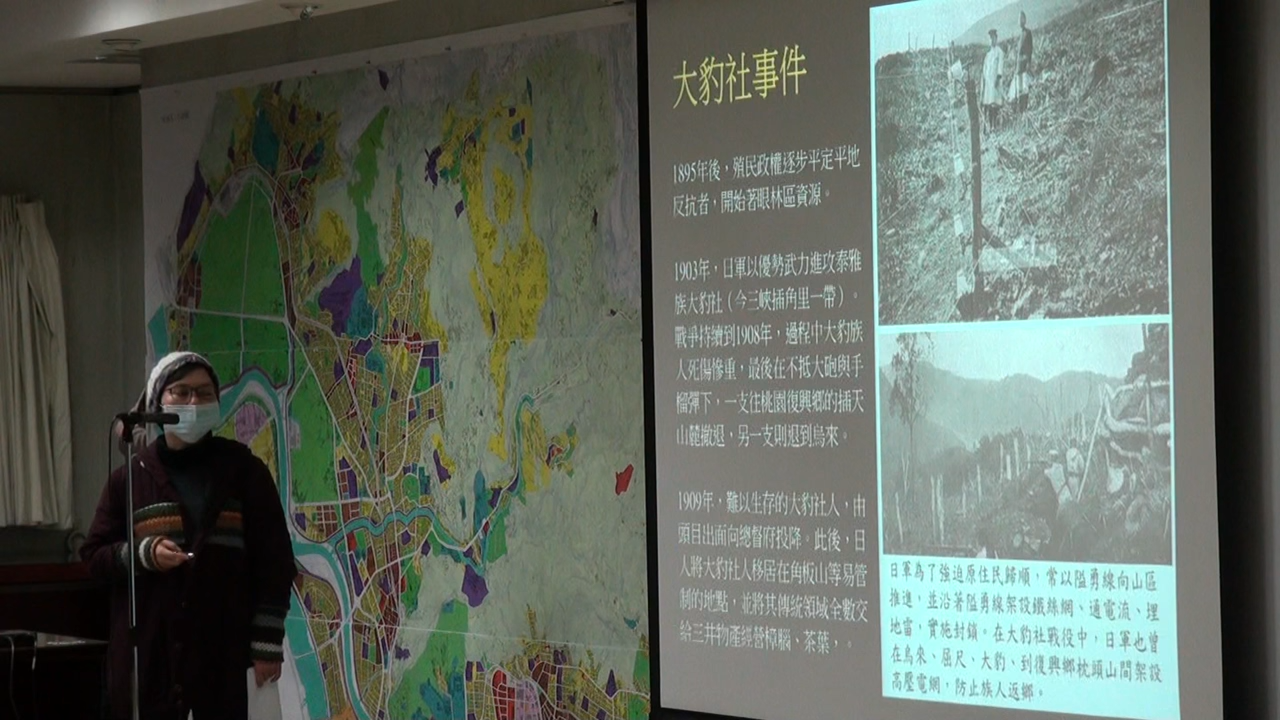 大豹社事件
1895年後，殖民政權逐步平定平地
反抗者，開始著眼林區資源。
1903年，日軍以優勢武力進攻泰雅
族大豹社（今三峽插角里一帶）。
戰爭持續到1908年，過程中大豹族
人死傷慘重，最後在不抵大砲與手
榴彈下，一支往桃園復興鄉的插天
山麓撤退，另一支則退到烏來。
1909年，難以生存的大豹社人，由
頭目出面向總督府投降。此後，日
人將大豹社人移居在角板山等易管
制的地點，並將其傳統領域全數交
給三井物產經營樟腦、茶葉，。
日軍為了強迫原住民歸順，常以隘勇線向山區
推進，並沿著隘勇線架設鐵絲網、通電流、埋
地雷，實施封鎖。在大豹社戰役中，日軍也曾
在烏來、屈尺、大豹、到復興鄉枕頭山間架設
高壓電網，防止族人返鄉。